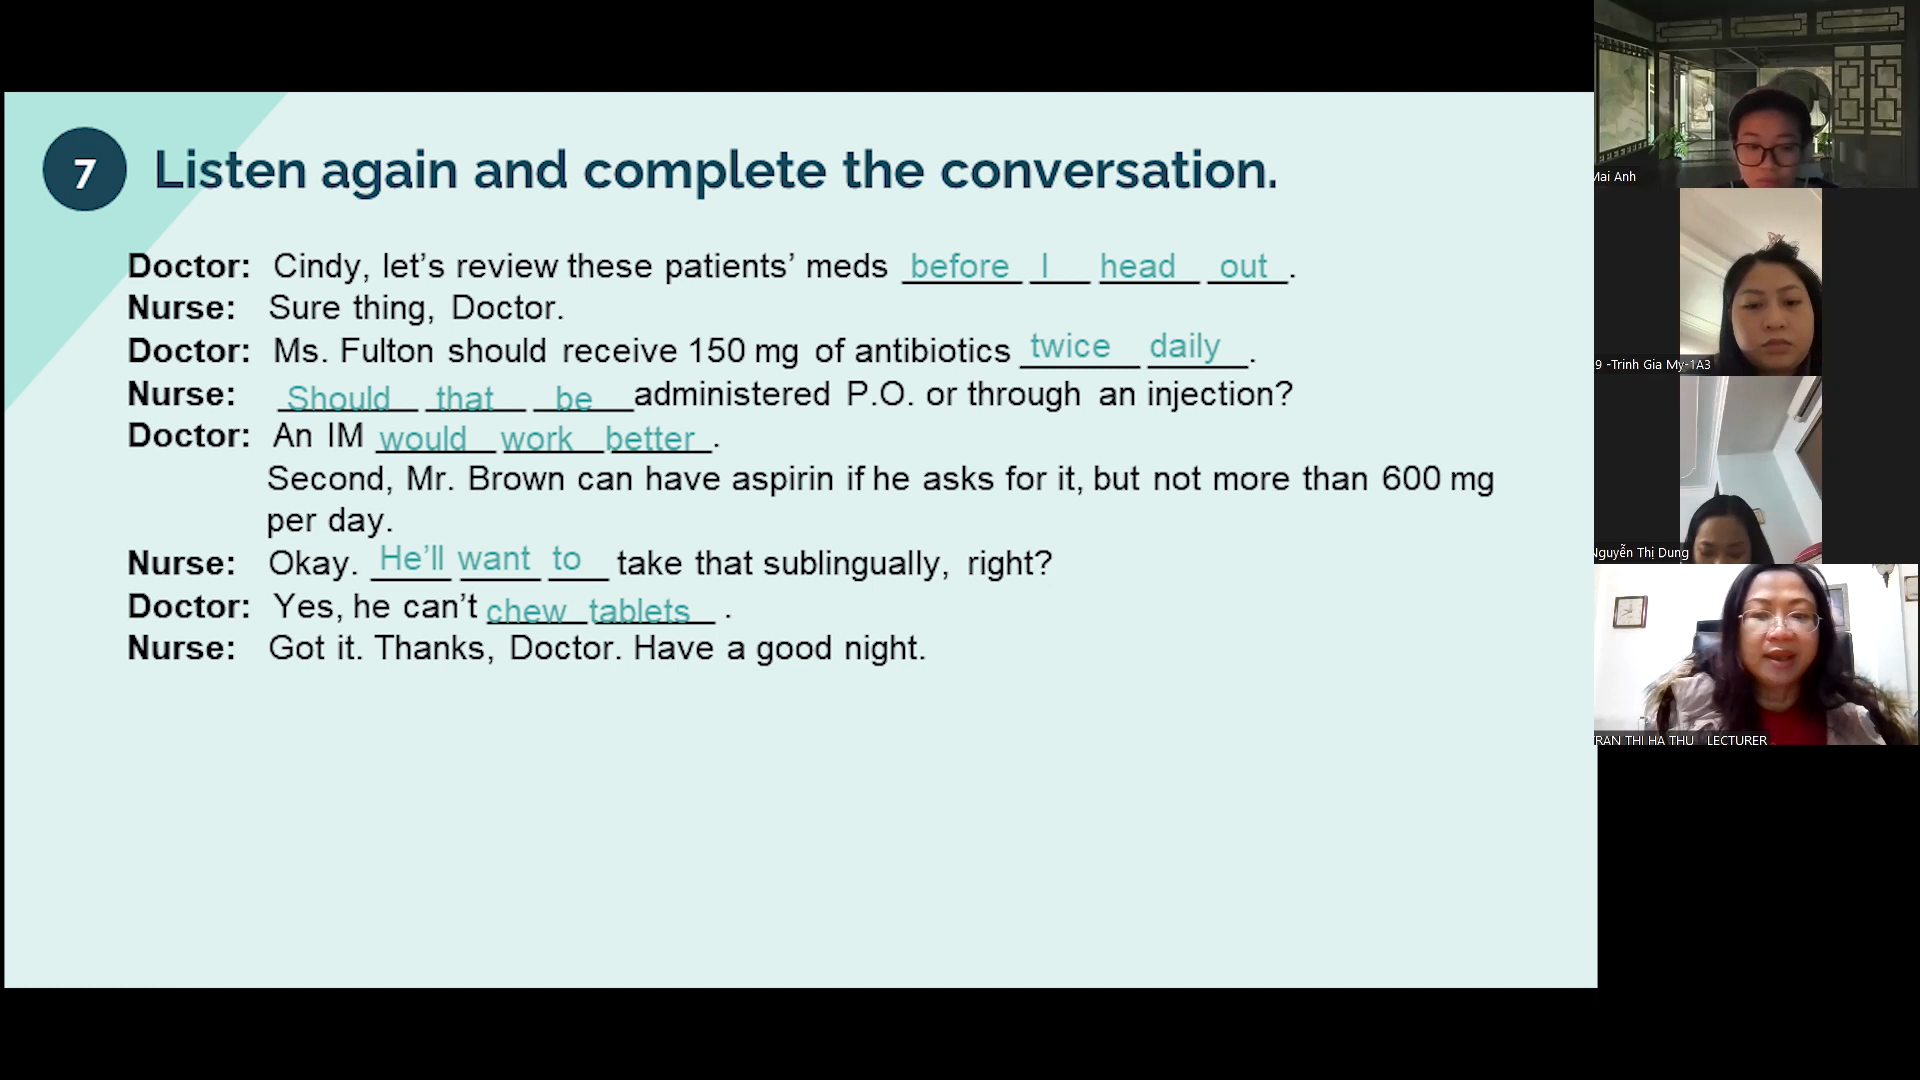 7 Listen again and complete the conversation.
Doctor: Cindy, let's review these patients' meds before I head out.
Nurse: Sure thing, Doctor.
Doctor: Ms. Fulton should receive 150 mg of antibiotics twice daily.
Nurse: Should that be administered P.O. or through an injection?
Doctor: An IM would work better.
Second, Mr. Brown can have aspirin if he asks for it, but not more than 600 mg
per day.
Nurse: Okay. He'll want to take that sublingually, right?
Doctor: Yes, he can't chew tablets.
Nurse: Got it. Thanks, Doctor. Have a good night.
Mai Anh
9 -Trinh Gia My-1A3
Nguyễn Thị Dung
TRAN THI HA THU _LECTURER